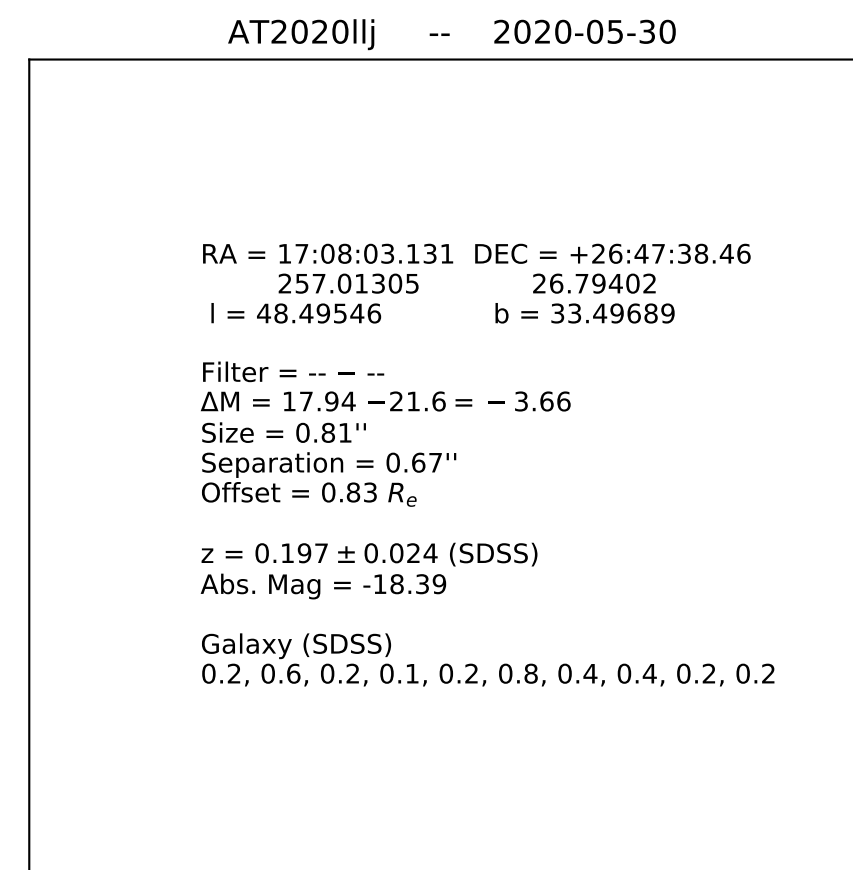 AT2020llj -- 2020-05-30
RA = 17:08:03.131 DEC = +26:47:38.46
257.01305 26.79402
l = 48.49546 b = 33.49689
Filter = -- − --
ΔM = 17.94 −21.6 = − 3.66
Size = 0.81''
Separation = 0.67''
Offset = 0.83 Rₑ
z = 0.197 ± 0.024 (SDSS)
Abs. Mag = -18.39
Galaxy (SDSS)
0.2, 0.6, 0.2, 0.1, 0.2, 0.8, 0.4, 0.4, 0.2, 0.2